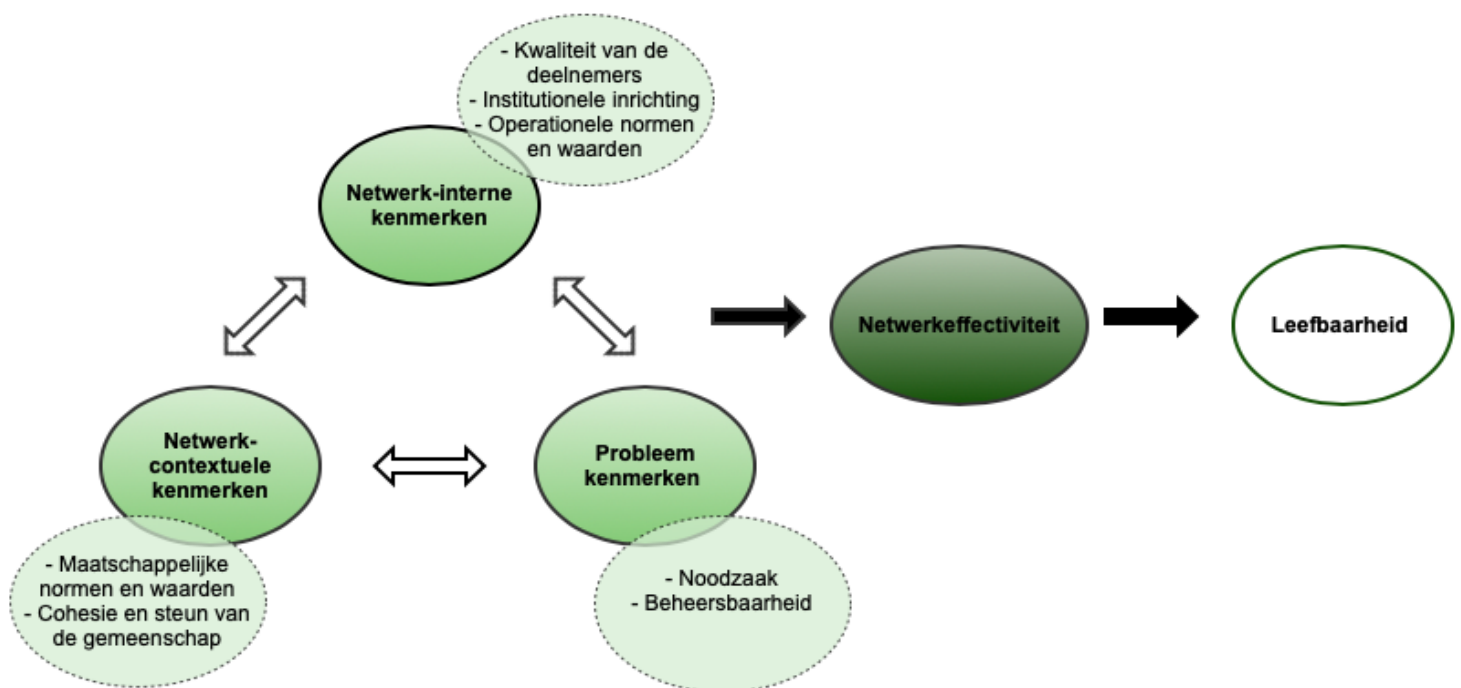 - Kwaliteit van de
deelnemers
- Institutionele inrichting
- Operationele normen
en waarden
Netwerk-interne
kenmerken
Netwerkeffectiviteit
Leefbaarheid
Netwerk-
contextuele
kenmerken
Probleem
kenmerken
- Maatschappelijke
normen en waarden
- Cohesie en steun van
de gemeenschap
- Noodzaak
- Beheersbaarheid